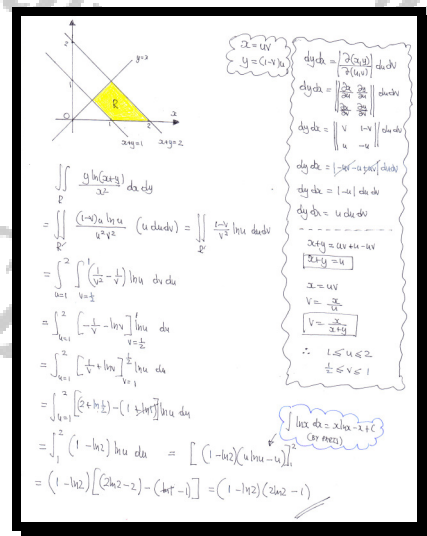 2
y=x
1
R
x
0
1
2
x+y=1
x+y=2
x = uv
y = (1-v)u
dy dx = |∂(x,y)/∂(u,v)| du dv
dy dx = ||∂x/∂u ∂y/∂u; ∂x/∂v ∂y/∂v|| du dv
dy dx = ||v 1-v; u -u|| du dv
dy dx = |-uv-u+uv| du dv
dy dx = |-u| du dv
dy dx = u du dv
x+y = uv+u-uv
x+y = u
x = uv
v = x/u
v = x/(x+y)
∴ 1≤u≤2
½≤v≤1
∬_R y ln(x+y)/x² dx dy
= ∬_R' (1-v)u ln u/(u²v²) (u du dv) = ∬_R' (1-v)/v² ln u du dv
= ∫_{u=1}^{2} ∫_{v=½}^{1} (1/v² - 1/v) ln u dv du
= ∫_{u=1}^{2} [-1/v - ln v]_{v=½}^{1} ln u du
= ∫_{u=1}^{2} [1/v + ln v]_{v=1}^{½} ln u du
= ∫_{u=1}^{2} [(2+ln ½) - (1+ln 1)] ln u du
= ∫_1^2 (1-ln2) ln u du = [(1-ln2)(u ln u - u)]_1^2
= (1-ln2)[(2ln2-2) - (ln1-1)] = (1-ln2)(2ln2-1)
∫ ln x dx = x ln x - x + C
(BY PARTS)